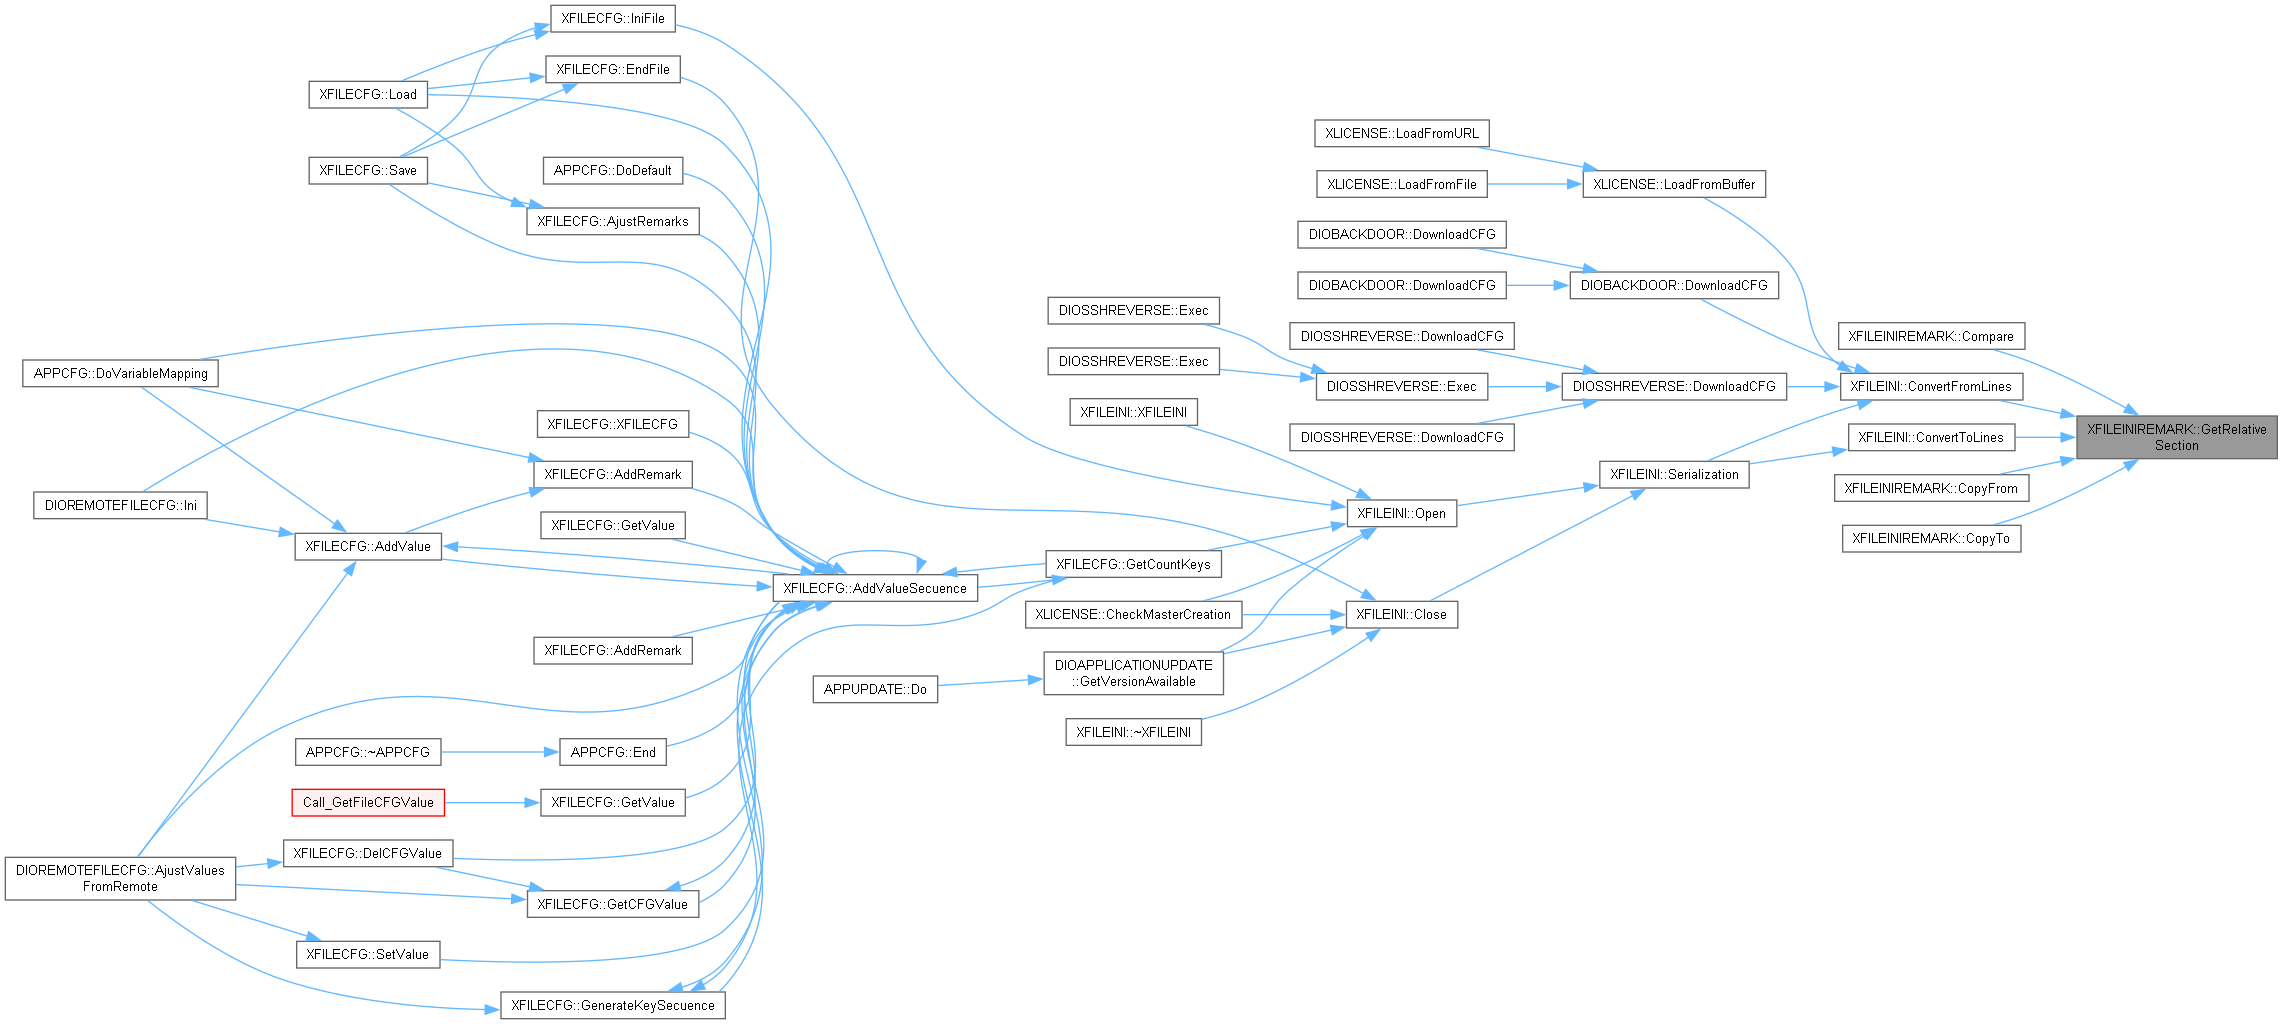 XFILECFG::IniFile
XFILECFG::EndFile
XFILECFG::Load
XFILECFG::Save
APPCFG::DoDefault
XFILECFG::AjustRemarks
APPCFG::DoVariableMapping
XFILECFG::XFILECFG
XFILECFG::AddRemark
DIOREMOTEFILECFG::Ini
XFILECFG::GetValue
XFILECFG::AddValue
XFILECFG::AddValueSecuence
XFILECFG::AddRemark
APPUPDATE::Do
APPCFG::~APPCFG
APPCFG::End
Call_GetFileCFGValue
XFILECFG::GetValue
XFILECFG::DelCFGValue
DIOREMOTEFILECFG::AjustValues
FromRemote
XFILECFG::GetCFGValue
XFILECFG::SetValue
XFILECFG::GenerateKeySecuence
XLICENSE::LoadFromURL
XLICENSE::LoadFromFile
XLICENSE::LoadFromBuffer
DIOBACKDOOR::DownloadCFG
DIOBACKDOOR::DownloadCFG
DIOBACKDOOR::DownloadCFG
DIOSSHREVERSE::Exec
DIOSSHREVERSE::DownloadCFG
DIOSSHREVERSE::Exec
DIOSSHREVERSE::Exec
DIOSSHREVERSE::DownloadCFG
XFILEINI::XFILEINI
DIOSSHREVERSE::DownloadCFG
XFILEINI::Serialization
XFILEINI::Open
XFILECFG::GetCountKeys
XLICENSE::CheckMasterCreation
XFILEINI::Close
DIOAPPLICATIONUPDATE
::GetVersionAvailable
XFILEINI::~XFILEINI
XFILEINIREMARK::Compare
XFILEINI::ConvertFromLines
XFILEINI::ConvertToLines
XFILEINIREMARK::CopyFrom
XFILEINIREMARK::CopyTo
XFILEINIREMARK::GetRelative
Section